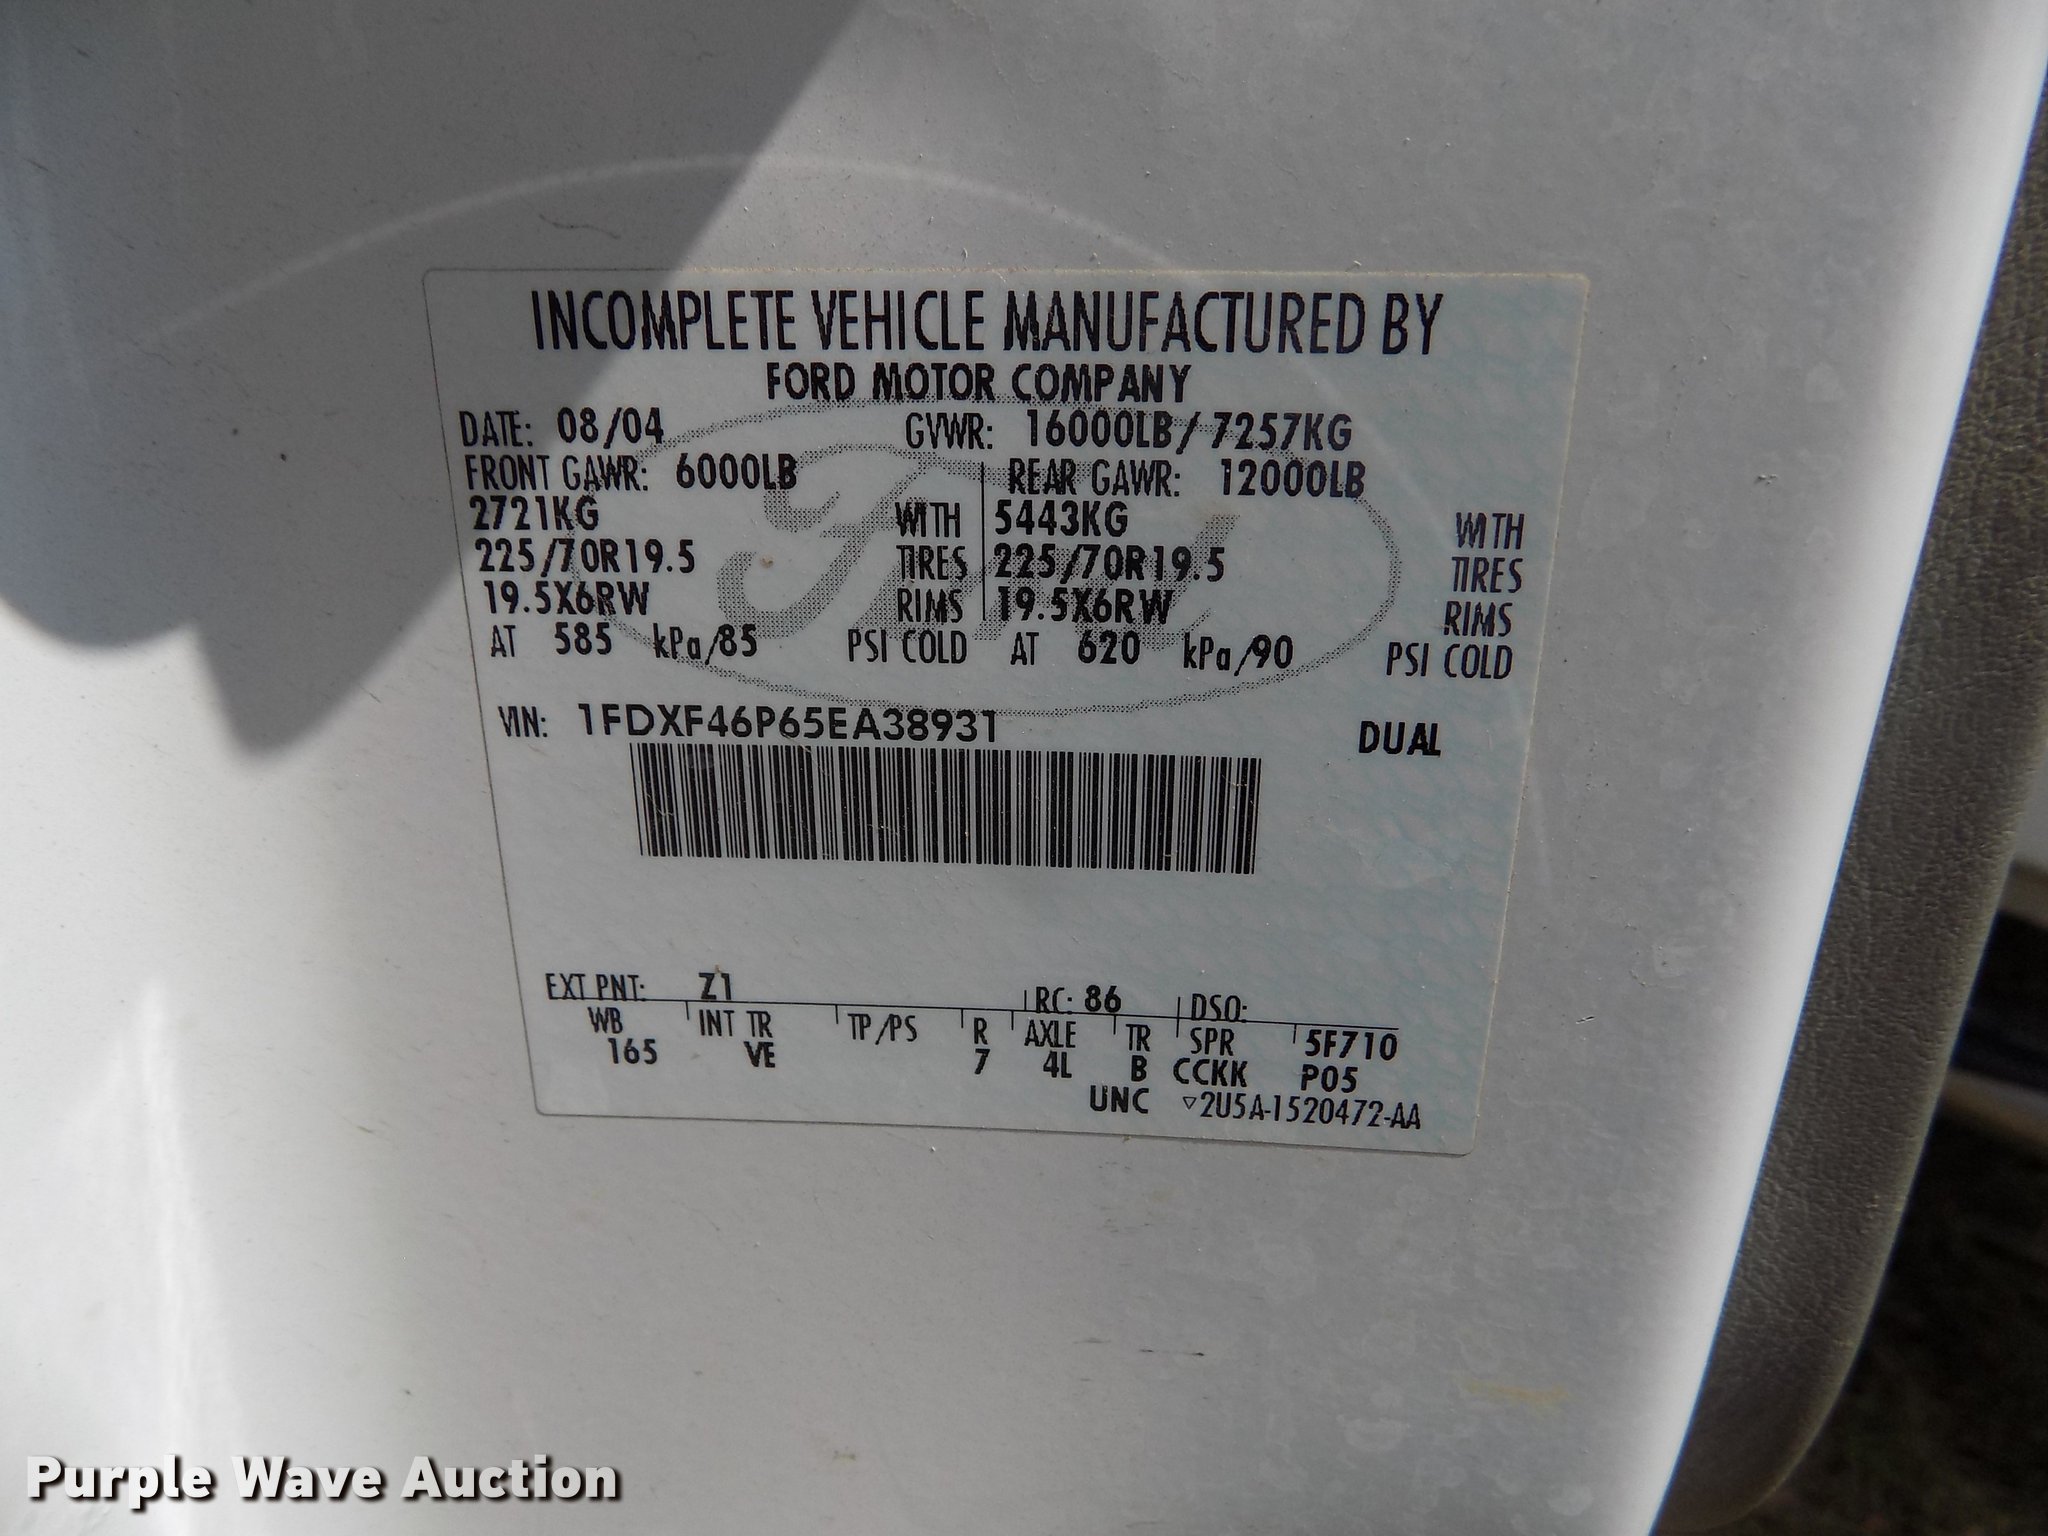 INCOMPLETE VEHICLE MANUFACTURED BY
FORD MOTOR COMPANY
DATE: 08/04 GVWR: 16000LB/7257KG
FRONT GAWR: 6000LB REAR GAWR: 12000LB
2721KG WITH 5443KG WITH
225/70R19.5 TIRES 225/70R19.5 TIRES
19.5X6RW RIMS 19.5X6RW RIMS
AT 585 kPa/85 PSI COLD AT 620 kPa/90 PSI COLD
VIN: 1FDXF46P65EA38931 DUAL
EXT PNT: Z1 RC: 86 DSO:
WB INT TR TP/PS R AXLE TR SPR 5F710
165 VE 7 4L B CCKK P05
UNC ▽2U5A-1520472-AA
Purple Wave Auction